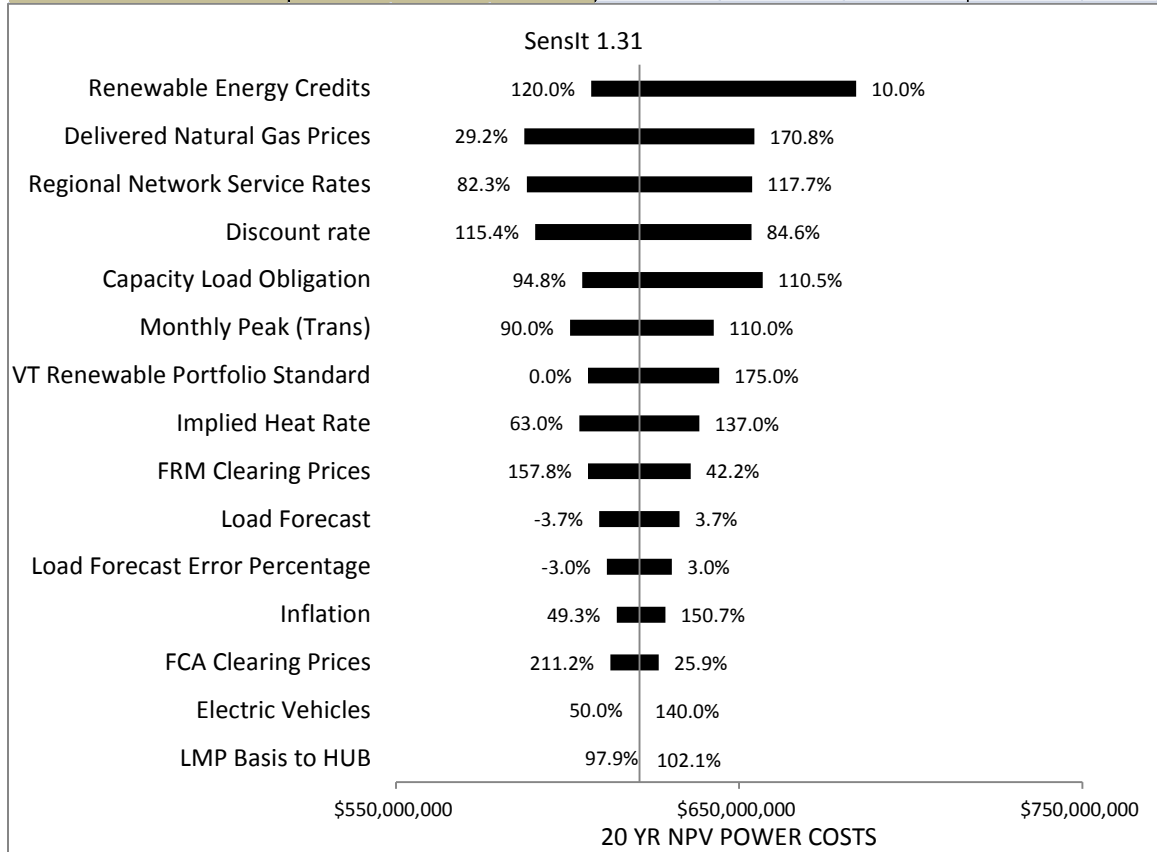 SensIt 1.31
Renewable Energy Credits 120.0% 10.0%
Delivered Natural Gas Prices 29.2% 170.8%
Regional Network Service Rates 82.3% 117.7%
Discount rate 115.4% 84.6%
Capacity Load Obligation 94.8% 110.5%
Monthly Peak (Trans) 90.0% 110.0%
VT Renewable Portfolio Standard 0.0% 175.0%
Implied Heat Rate 63.0% 137.0%
FRM Clearing Prices 157.8% 42.2%
Load Forecast -3.7% 3.7%
Load Forecast Error Percentage -3.0% 3.0%
Inflation 49.3% 150.7%
FCA Clearing Prices 211.2% 25.9%
Electric Vehicles 50.0% 140.0%
LMP Basis to HUB 97.9% 102.1%
$550,000,000 $650,000,000 $750,000,000
20 YR NPV POWER COSTS